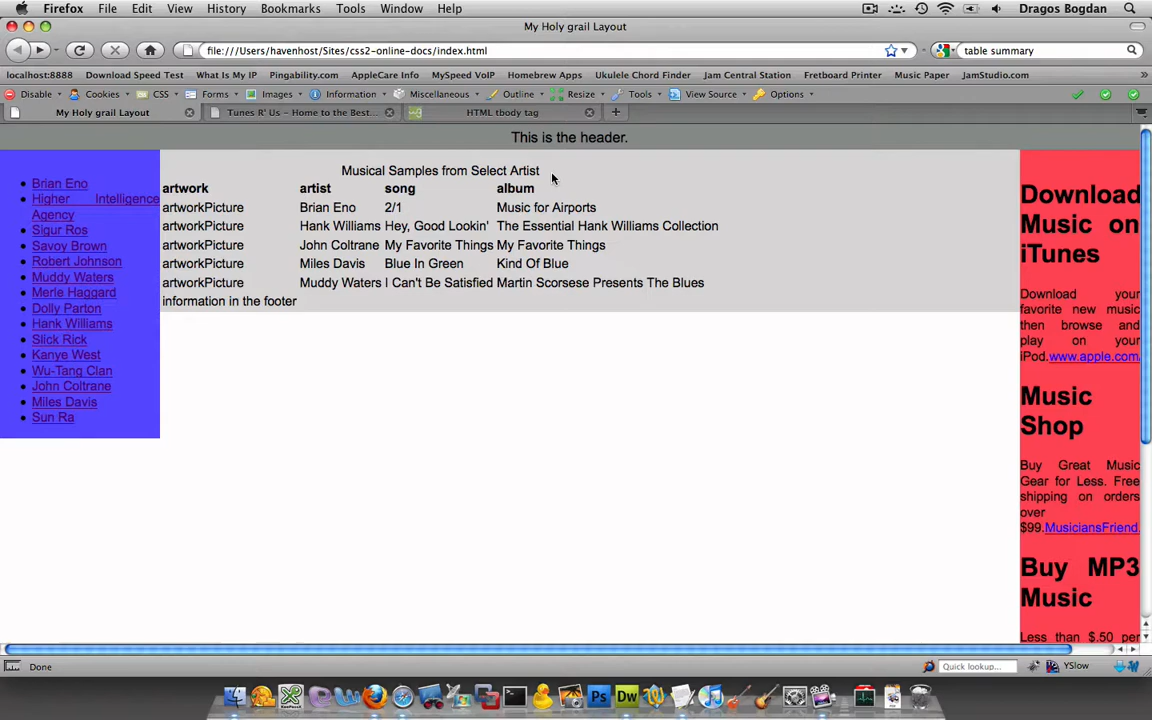 Firefox File Edit View History Bookmarks Tools Window Help Dragos Bogdan
My Holy grail Layout
file:///Users/havenhost/Sites/css2-online-docs/index.html table summary
localhost:8888 Download Speed Test What Is My IP Pingability.com AppleCare Info MySpeed VoIP Homebrew Apps Ukulele Chord Finder Jam Central Station Fretboard Printer Music Paper JamStudio.com
Disable Cookies CSS Forms Images Information Miscellaneous Outline Resize Tools View Source Options
My Holy grail Layout Tunes R' Us - Home to the Best... HTML tbody tag
This is the header.
Brian Eno
Higher Intelligence
Agency
Sigur Ros
Savoy Brown
Robert Johnson
Muddy Waters
Merle Haggard
Dolly Parton
Hank Williams
Slick Rick
Kanye West
Wu-Tang Clan
John Coltrane
Miles Davis
Sun Ra
Musical Samples from Select Artist
artwork artist song album
artworkPicture Brian Eno 2/1 Music for Airports
artworkPicture Hank Williams Hey, Good Lookin' The Essential Hank Williams Collection
artworkPicture John Coltrane My Favorite Things My Favorite Things
artworkPicture Miles Davis Blue In Green Kind Of Blue
artworkPicture Muddy Waters I Can't Be Satisfied Martin Scorsese Presents The Blues
information in the footer
Download
Music on
iTunes
Download your
favorite new music
then browse and
play on your
iPod.www.apple.com/
Music
Shop
Buy Great Music
Gear for Less. Free
shipping on orders
over
$99.MusiciansFriend.
Buy MP3
Music
Less than $.50 per
Done Quick lookup... YSlow
Ps Dw